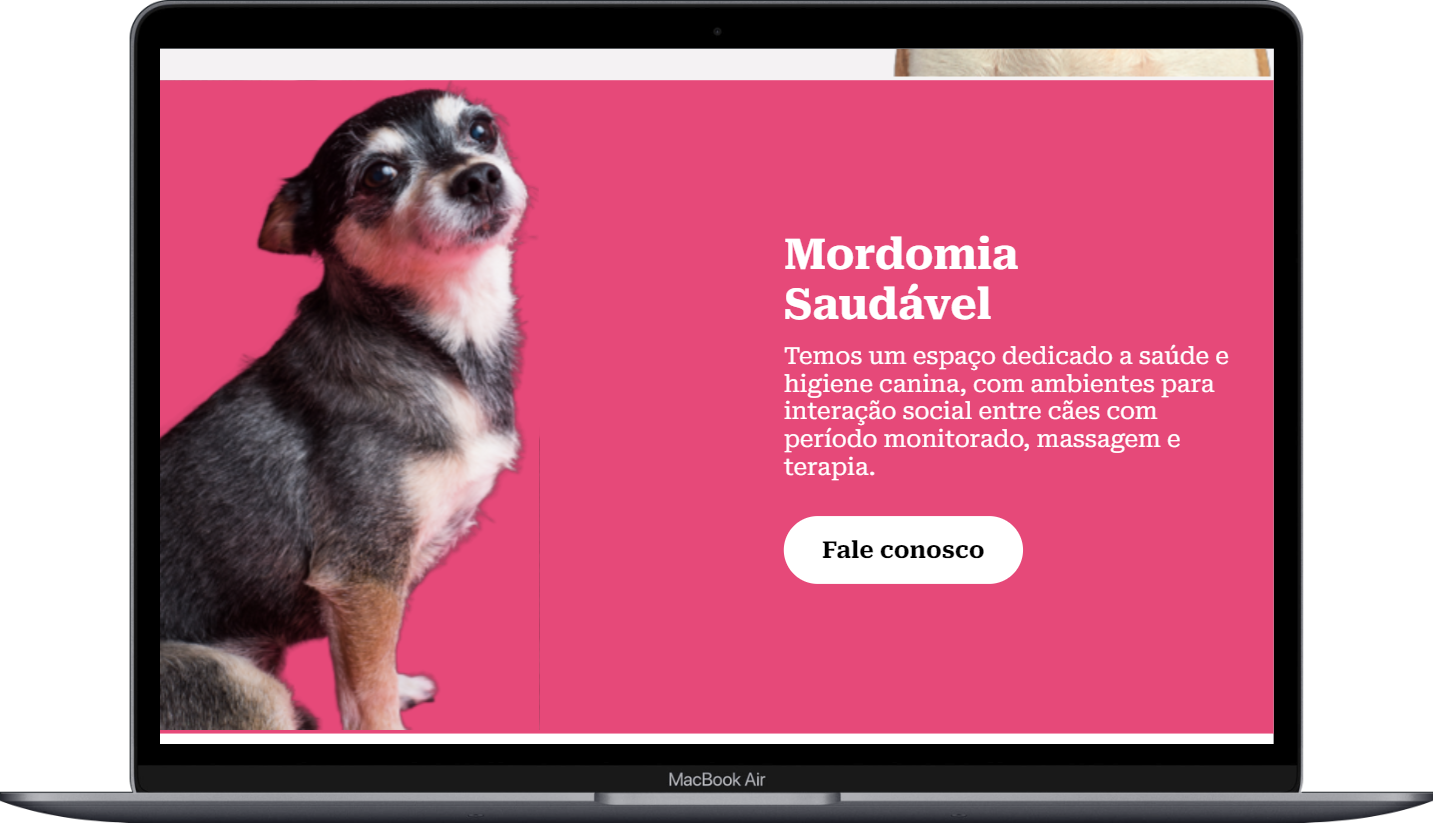 Mordomia
Saudável
Temos um espaço dedicado a saúde e
higiene canina, com ambientes para
interação social entre cães com
período monitorado, massagem e
terapia.
Fale conosco
MacBook Air